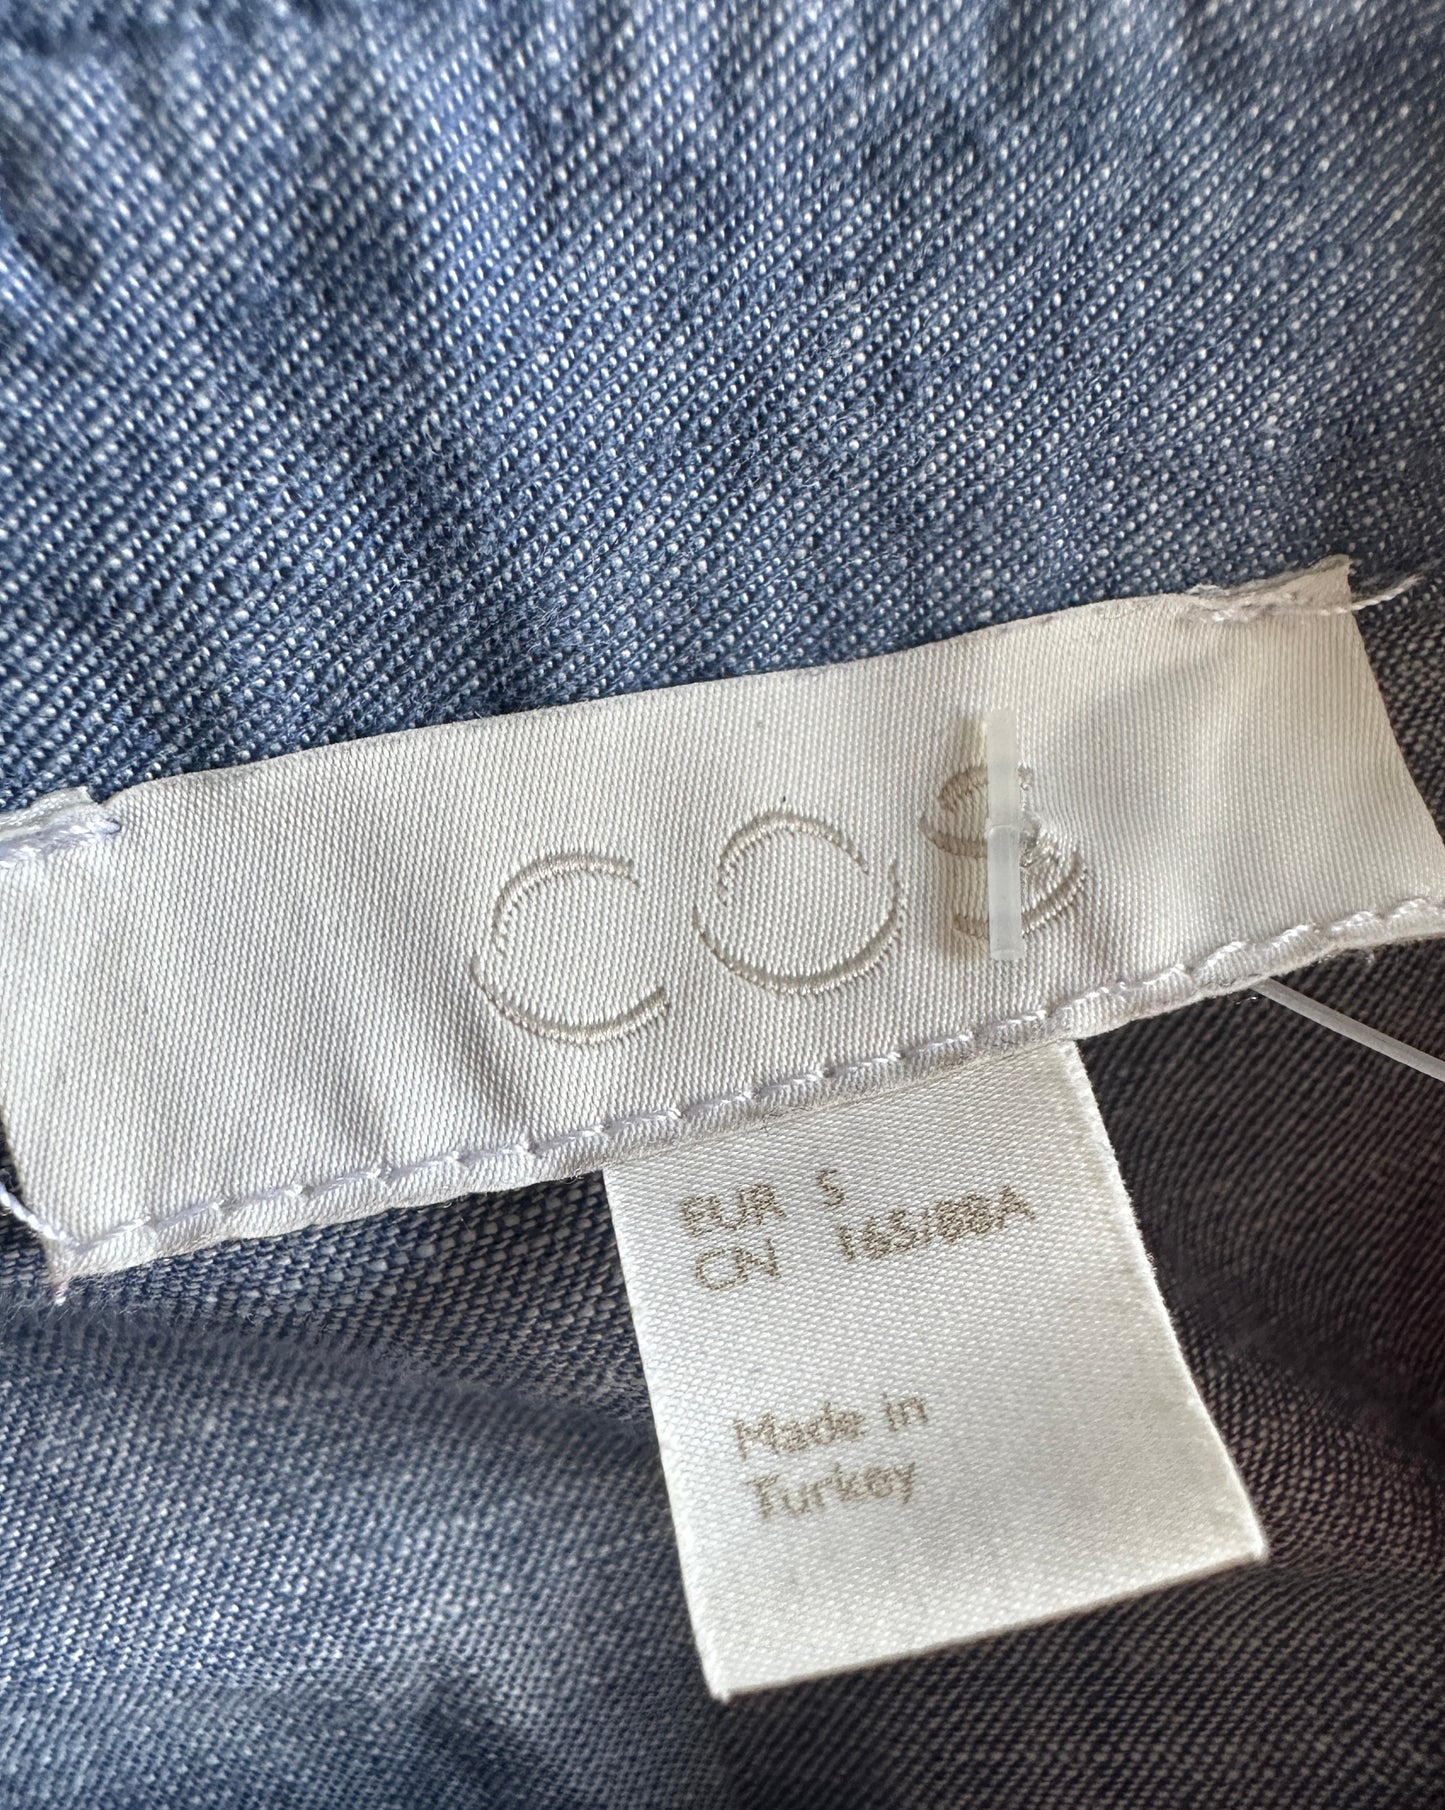 cos
EUR S
CN 165/88A
Made in
Turkey